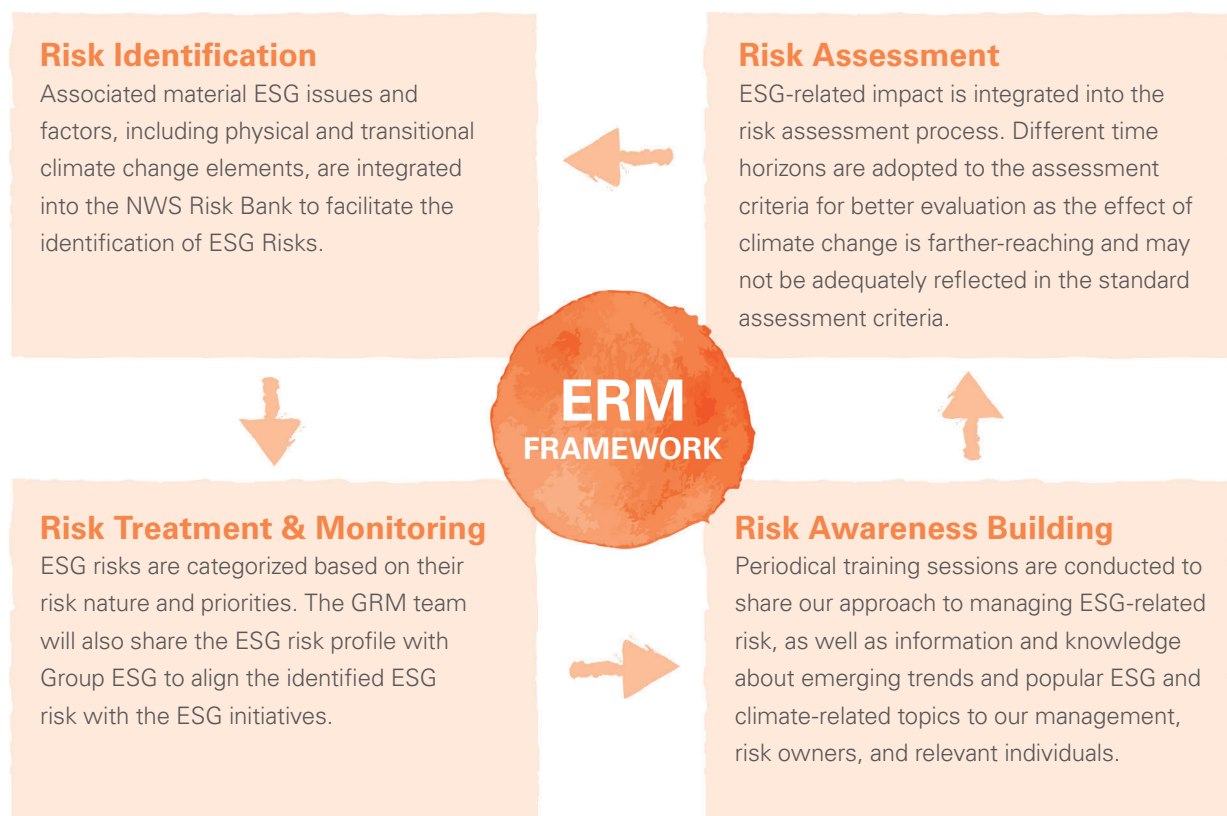 Risk Identification
Associated material ESG issues and
factors, including physical and transitional
climate change elements, are integrated
into the NWS Risk Bank to facilitate the
identification of ESG Risks.
Risk Assessment
ESG-related impact is integrated into the
risk assessment process. Different time
horizons are adopted to the assessment
criteria for better evaluation as the effect of
climate change is farther-reaching and may
not be adequately reflected in the standard
assessment criteria.
ERM
FRAMEWORK
Risk Treatment & Monitoring
ESG risks are categorized based on their
risk nature and priorities. The GRM team
will also share the ESG risk profile with
Group ESG to align the identified ESG
risk with the ESG initiatives.
Risk Awareness Building
Periodical training sessions are conducted to
share our approach to managing ESG-related
risk, as well as information and knowledge
about emerging trends and popular ESG and
climate-related topics to our management,
risk owners, and relevant individuals.